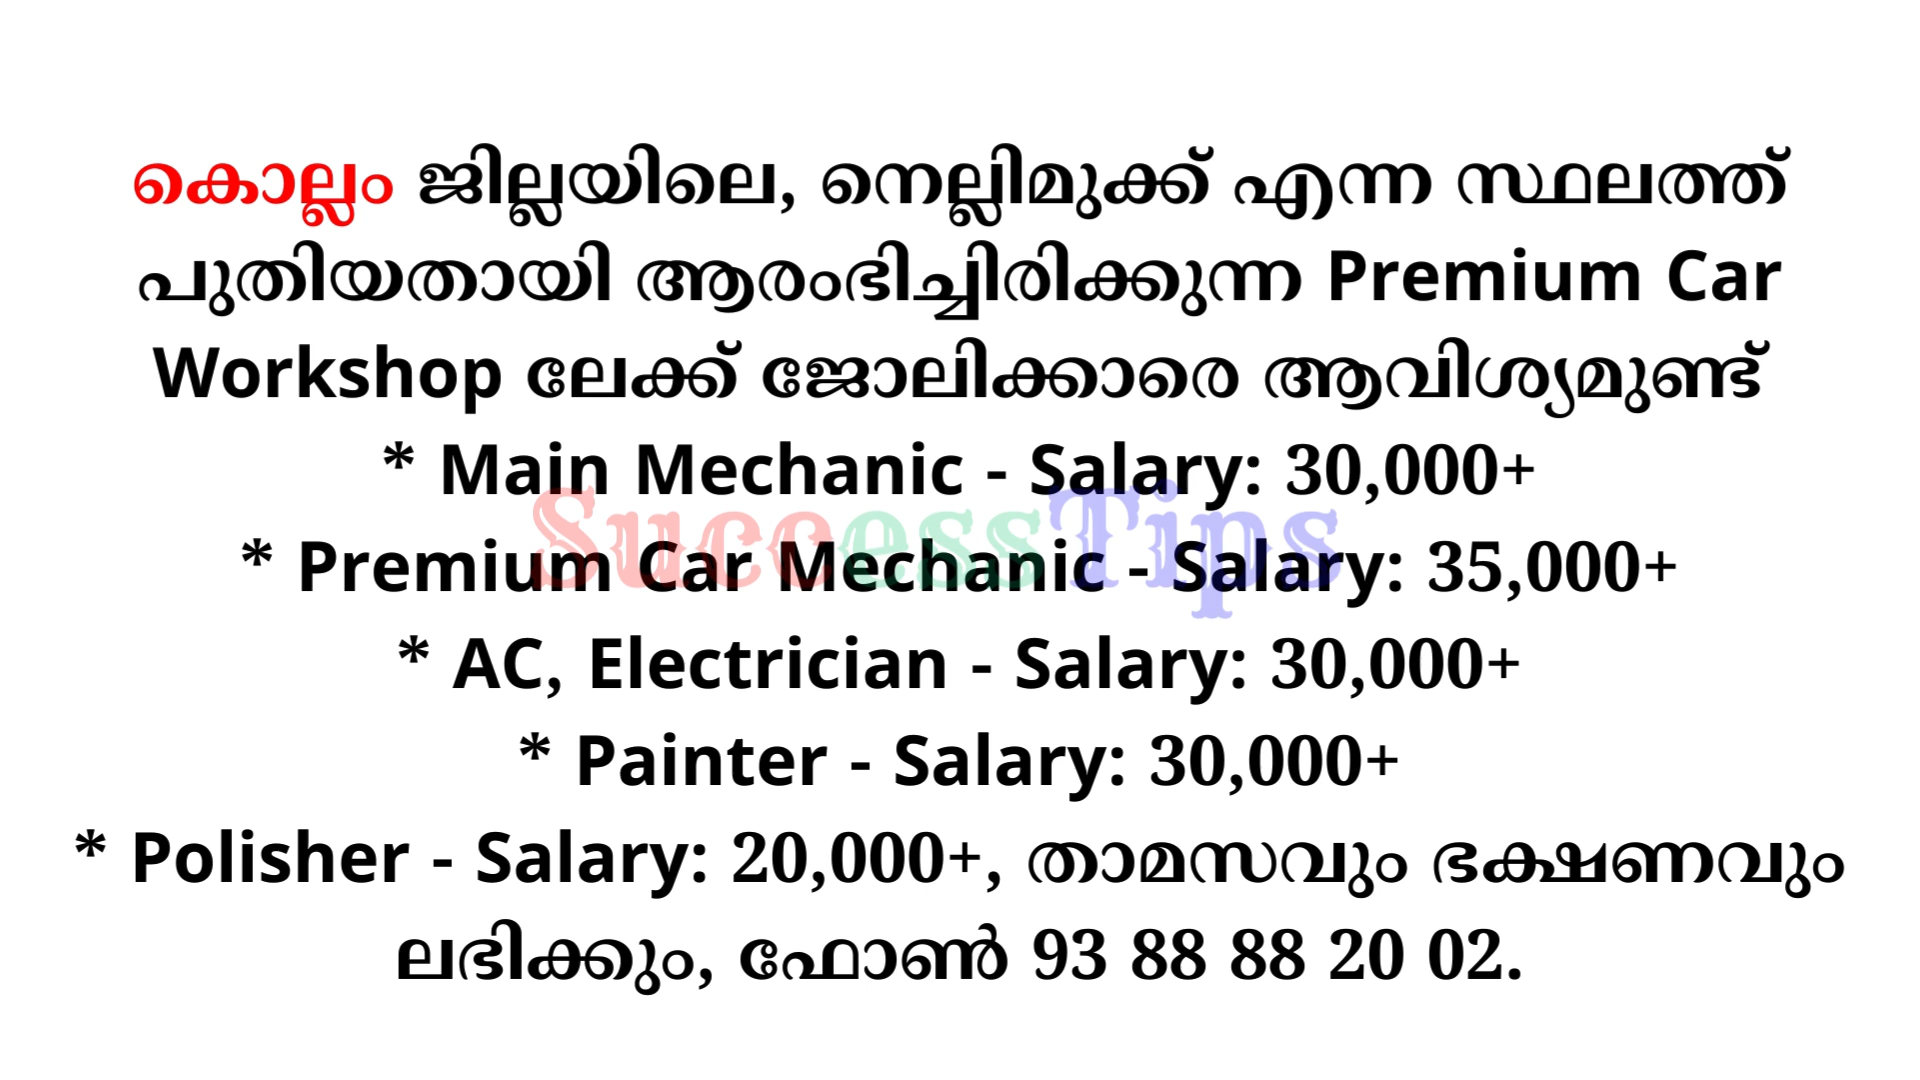 കൊല്ലം ജില്ലയിലെ, നെല്ലിമുക്ക് എന്ന സ്ഥലത്ത്
പുതിയതായി ആരംഭിച്ചിരിക്കുന്ന Premium Car
Workshop ലേക്ക് ജോലിക്കാരെ ആവിശ്യമുണ്ട്
* Main Mechanic - Salary: 30,000+
SuccessTips
* Premium Car Mechanic - Salary: 35,000+
* AC, Electrician - Salary: 30,000+
* Painter - Salary: 30,000+
* Polisher - Salary: 20,000+, താമസവും ഭക്ഷണവും
ലഭിക്കും, ഫോൺ 93 88 88 20 02.